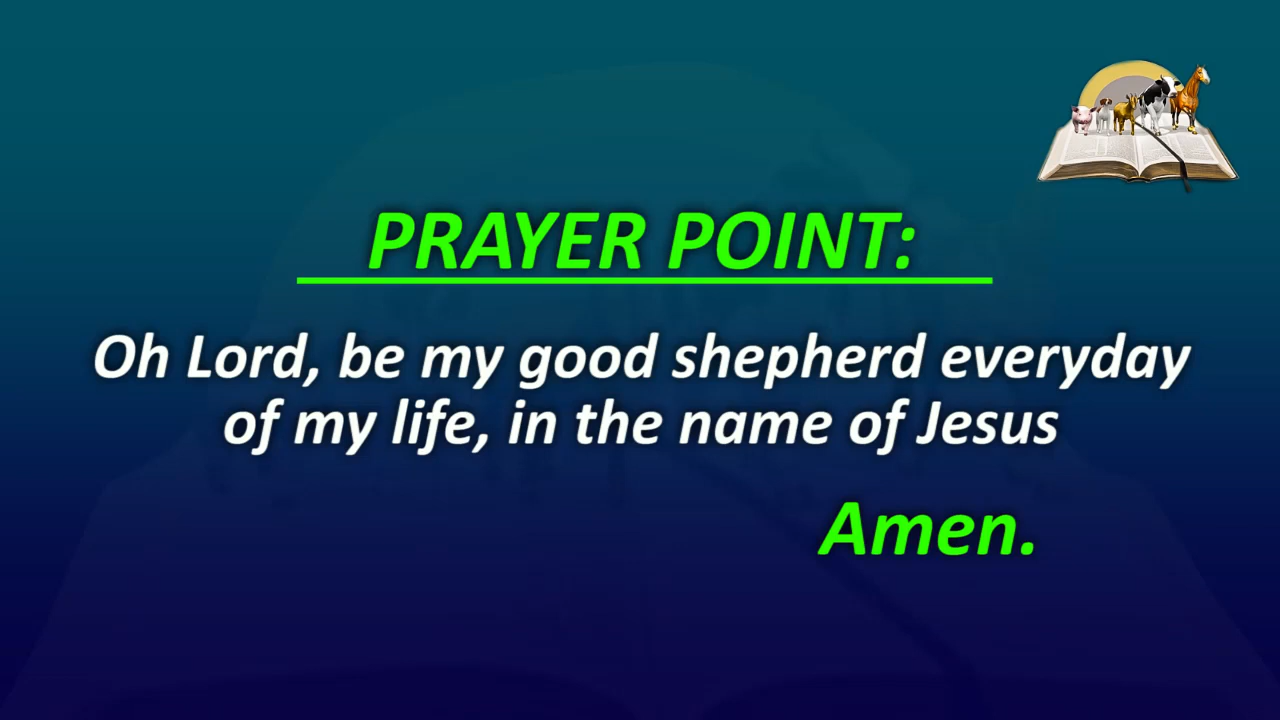 PRAYER POINT:
Oh Lord, be my good shepherd everyday
of my life, in the name of Jesus
Amen.